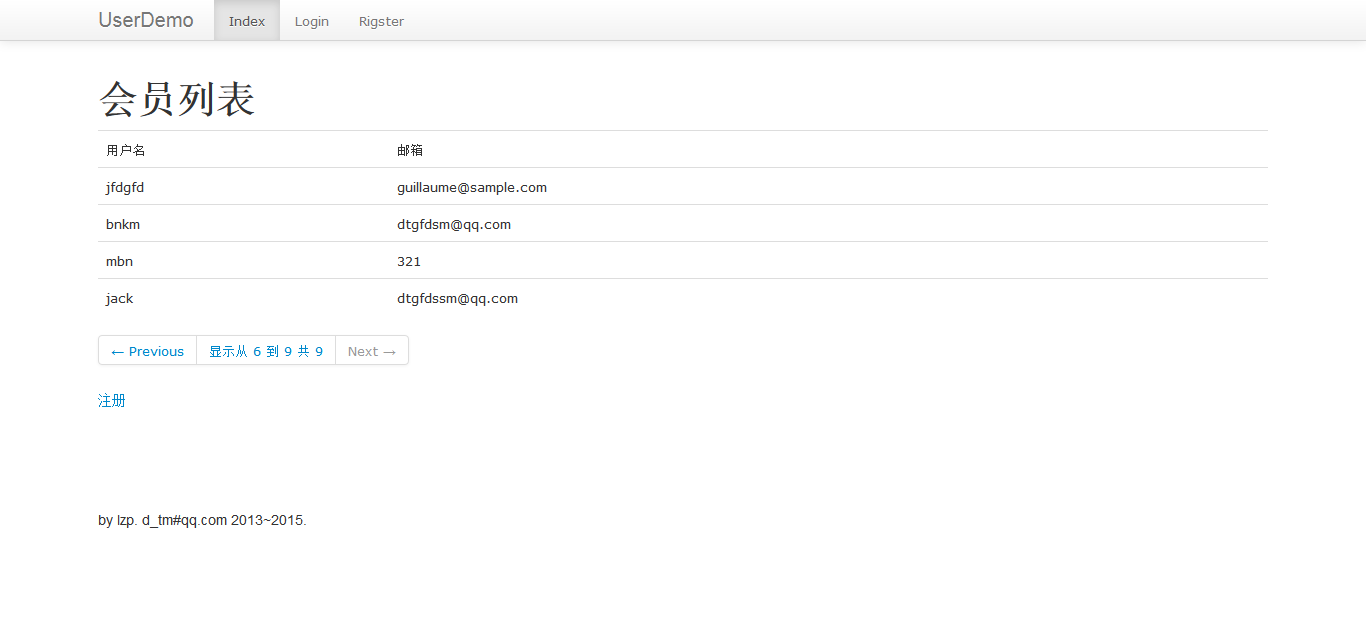 UserDemo Index Login Rigster
会员列表
用户名 邮箱
jfdgfd guillaume@sample.com
bnkm dtgfdsm@qq.com
mbn 321
jack dtgfdssm@qq.com
← Previous 显示从 6 到 9 共 9 Next →
注册
by lzp. d_tm#qq.com 2013~2015.